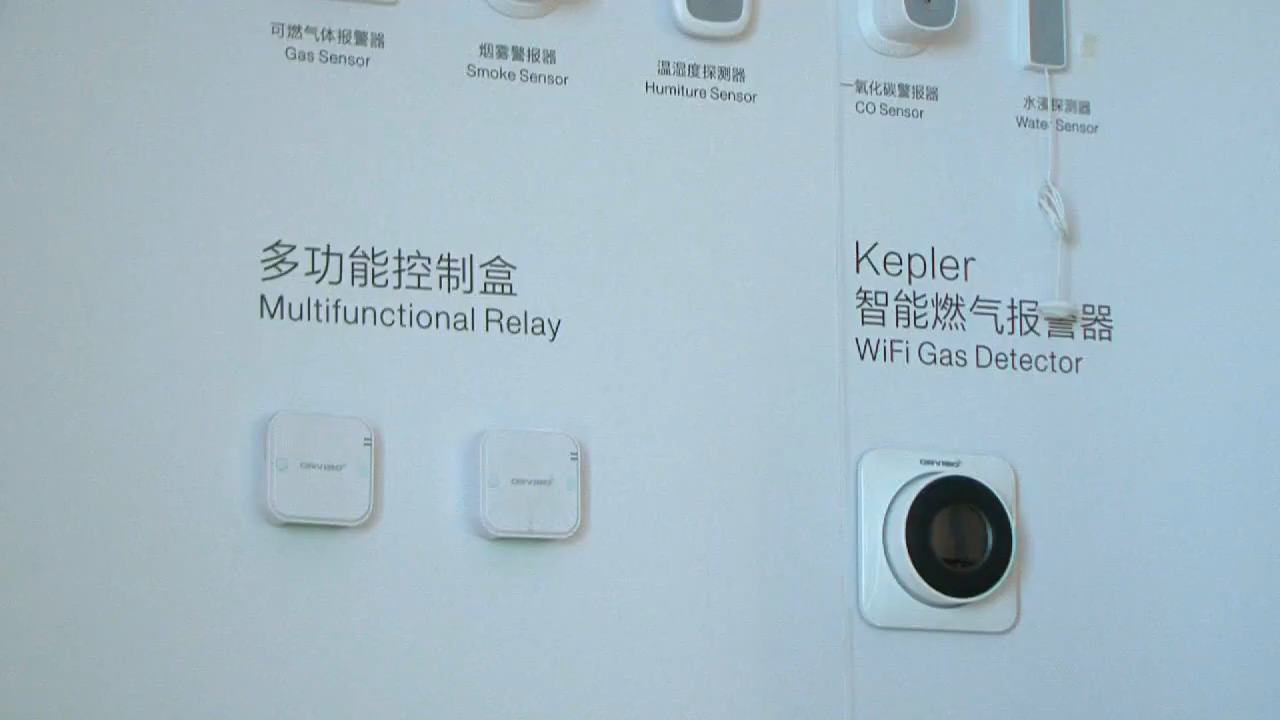 可燃气体报警器
Gas Sensor
烟雾警报器
Smoke Sensor
温湿度探测器
Humiture Sensor
一氧化碳警报器
CO Sensor
水浸探测器
Water Sensor
多功能控制盒
Multifunctional Relay
Kepler
智能燃气报警器
WiFi Gas Detector
ORVIBO
ORVIBO
ORVIBO